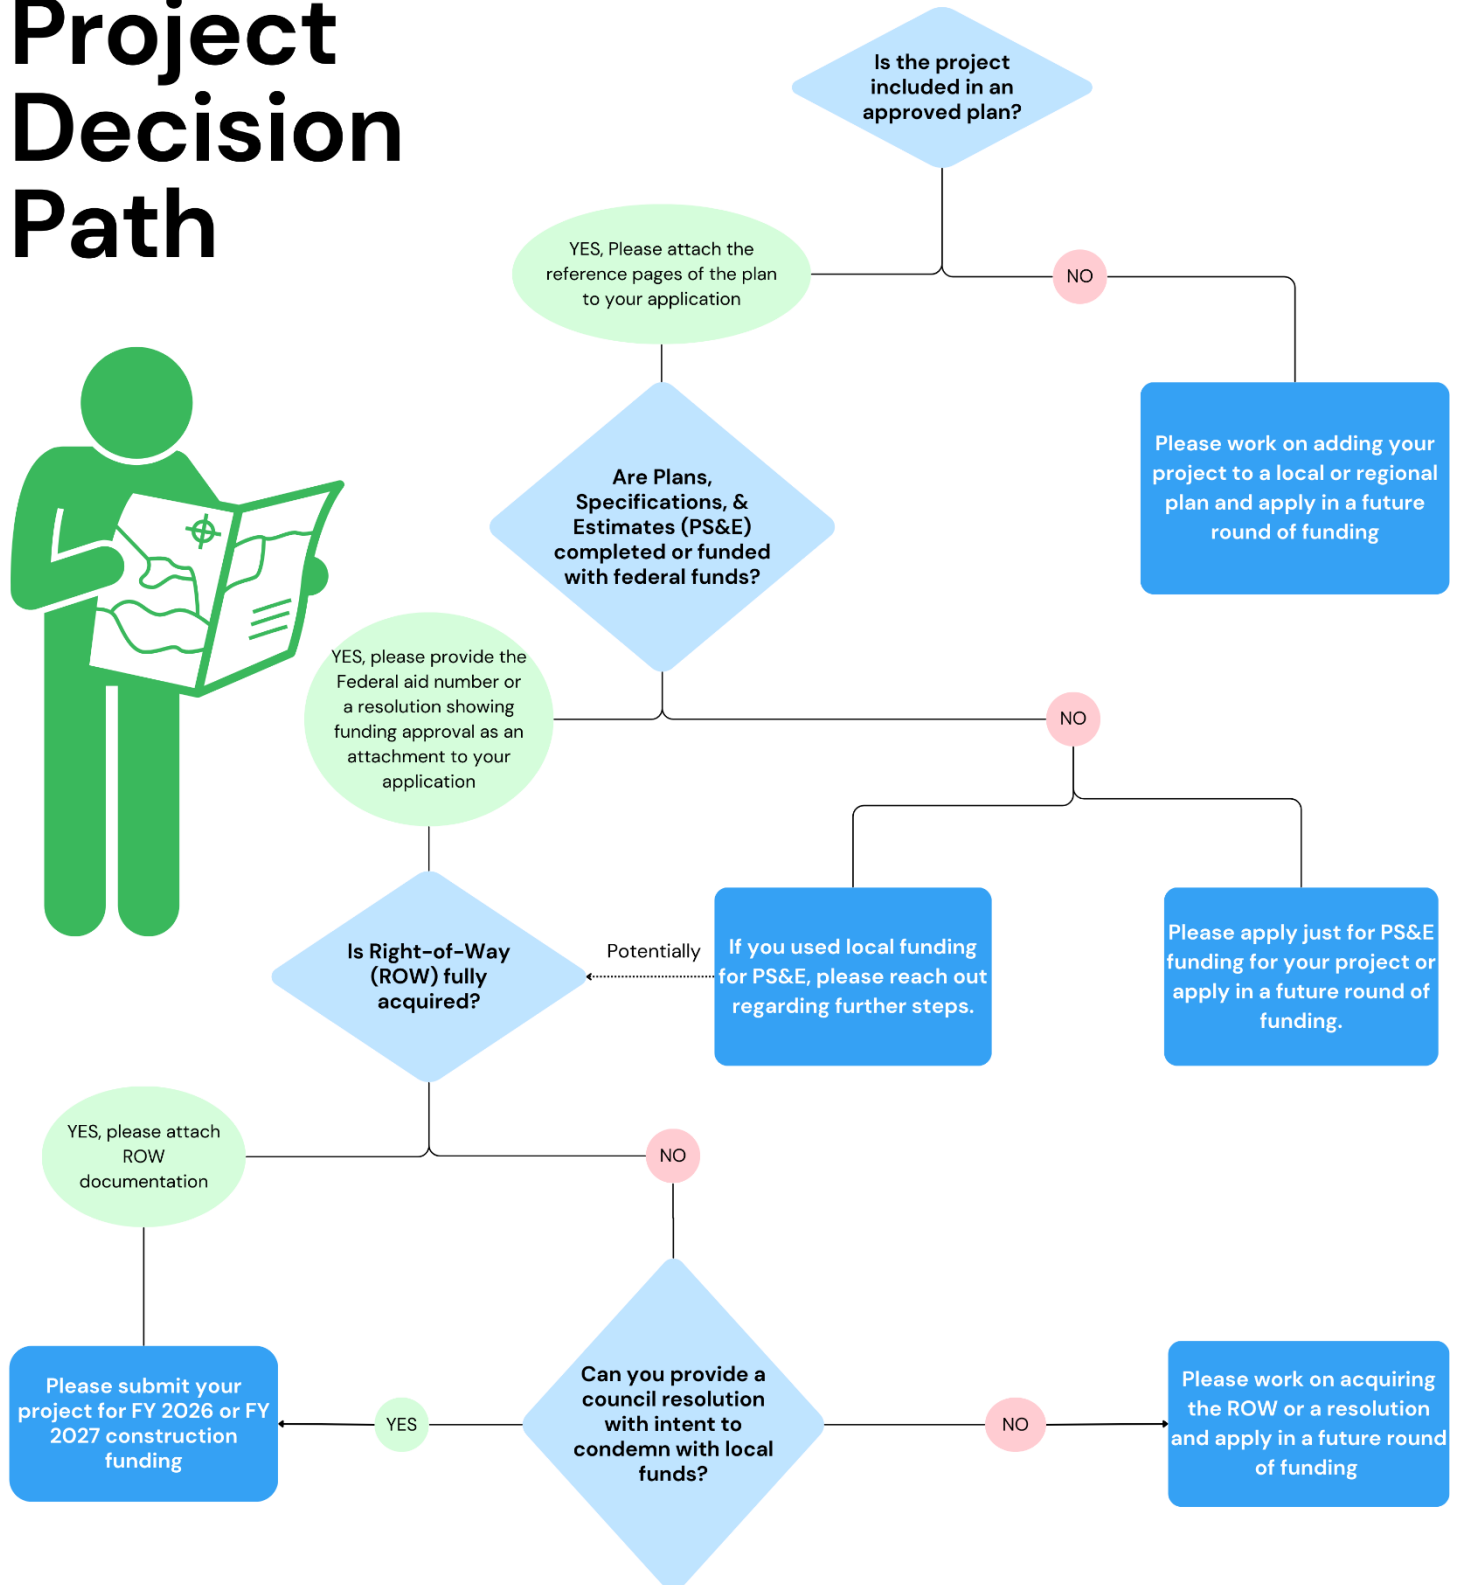 Project
Decision
Path
Is the project
included in an
approved plan?
YES, Please attach the
reference pages of the plan
to your application
NO
Please work on adding your
project to a local or regional
plan and apply in a future
round of funding
Are Plans,
Specifications, &
Estimates (PS&E)
completed or funded
with federal funds?
YES, please provide the
Federal aid number or
a resolution showing
funding approval as an
attachment to your
application
NO
Is Right-of-Way
(ROW) fully
acquired?
Potentially
If you used local funding
for PS&E, please reach out
regarding further steps.
Please apply just for PS&E
funding for your project or
apply in a future round of
funding.
YES, please attach
ROW
documentation
NO
Please submit your
project for FY 2026 or FY
2027 construction
funding
YES
Can you provide a
council resolution
with intent to
condemn with local
funds?
NO
Please work on acquiring
the ROW or a resolution
and apply in a future round
of funding